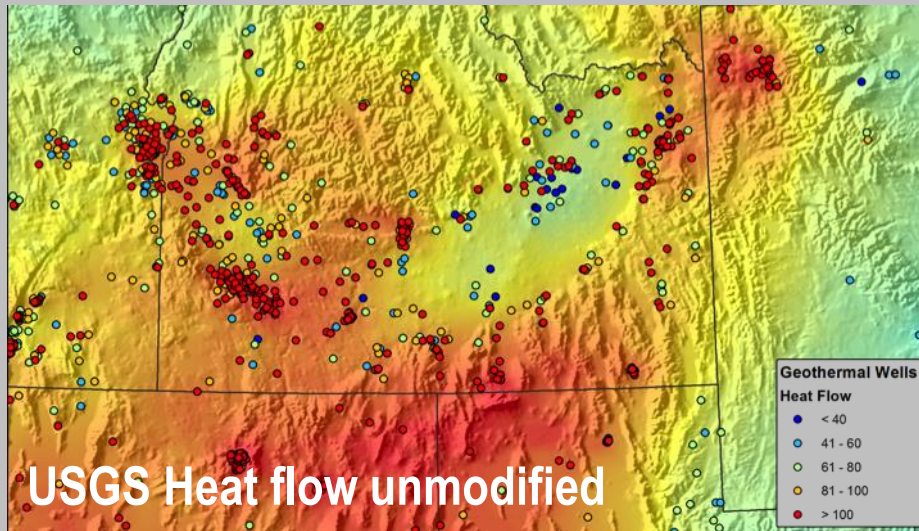 Geothermal Wells
Heat Flow
< 40
41 - 60
61 - 80
81 - 100
> 100
USGS Heat flow unmodified